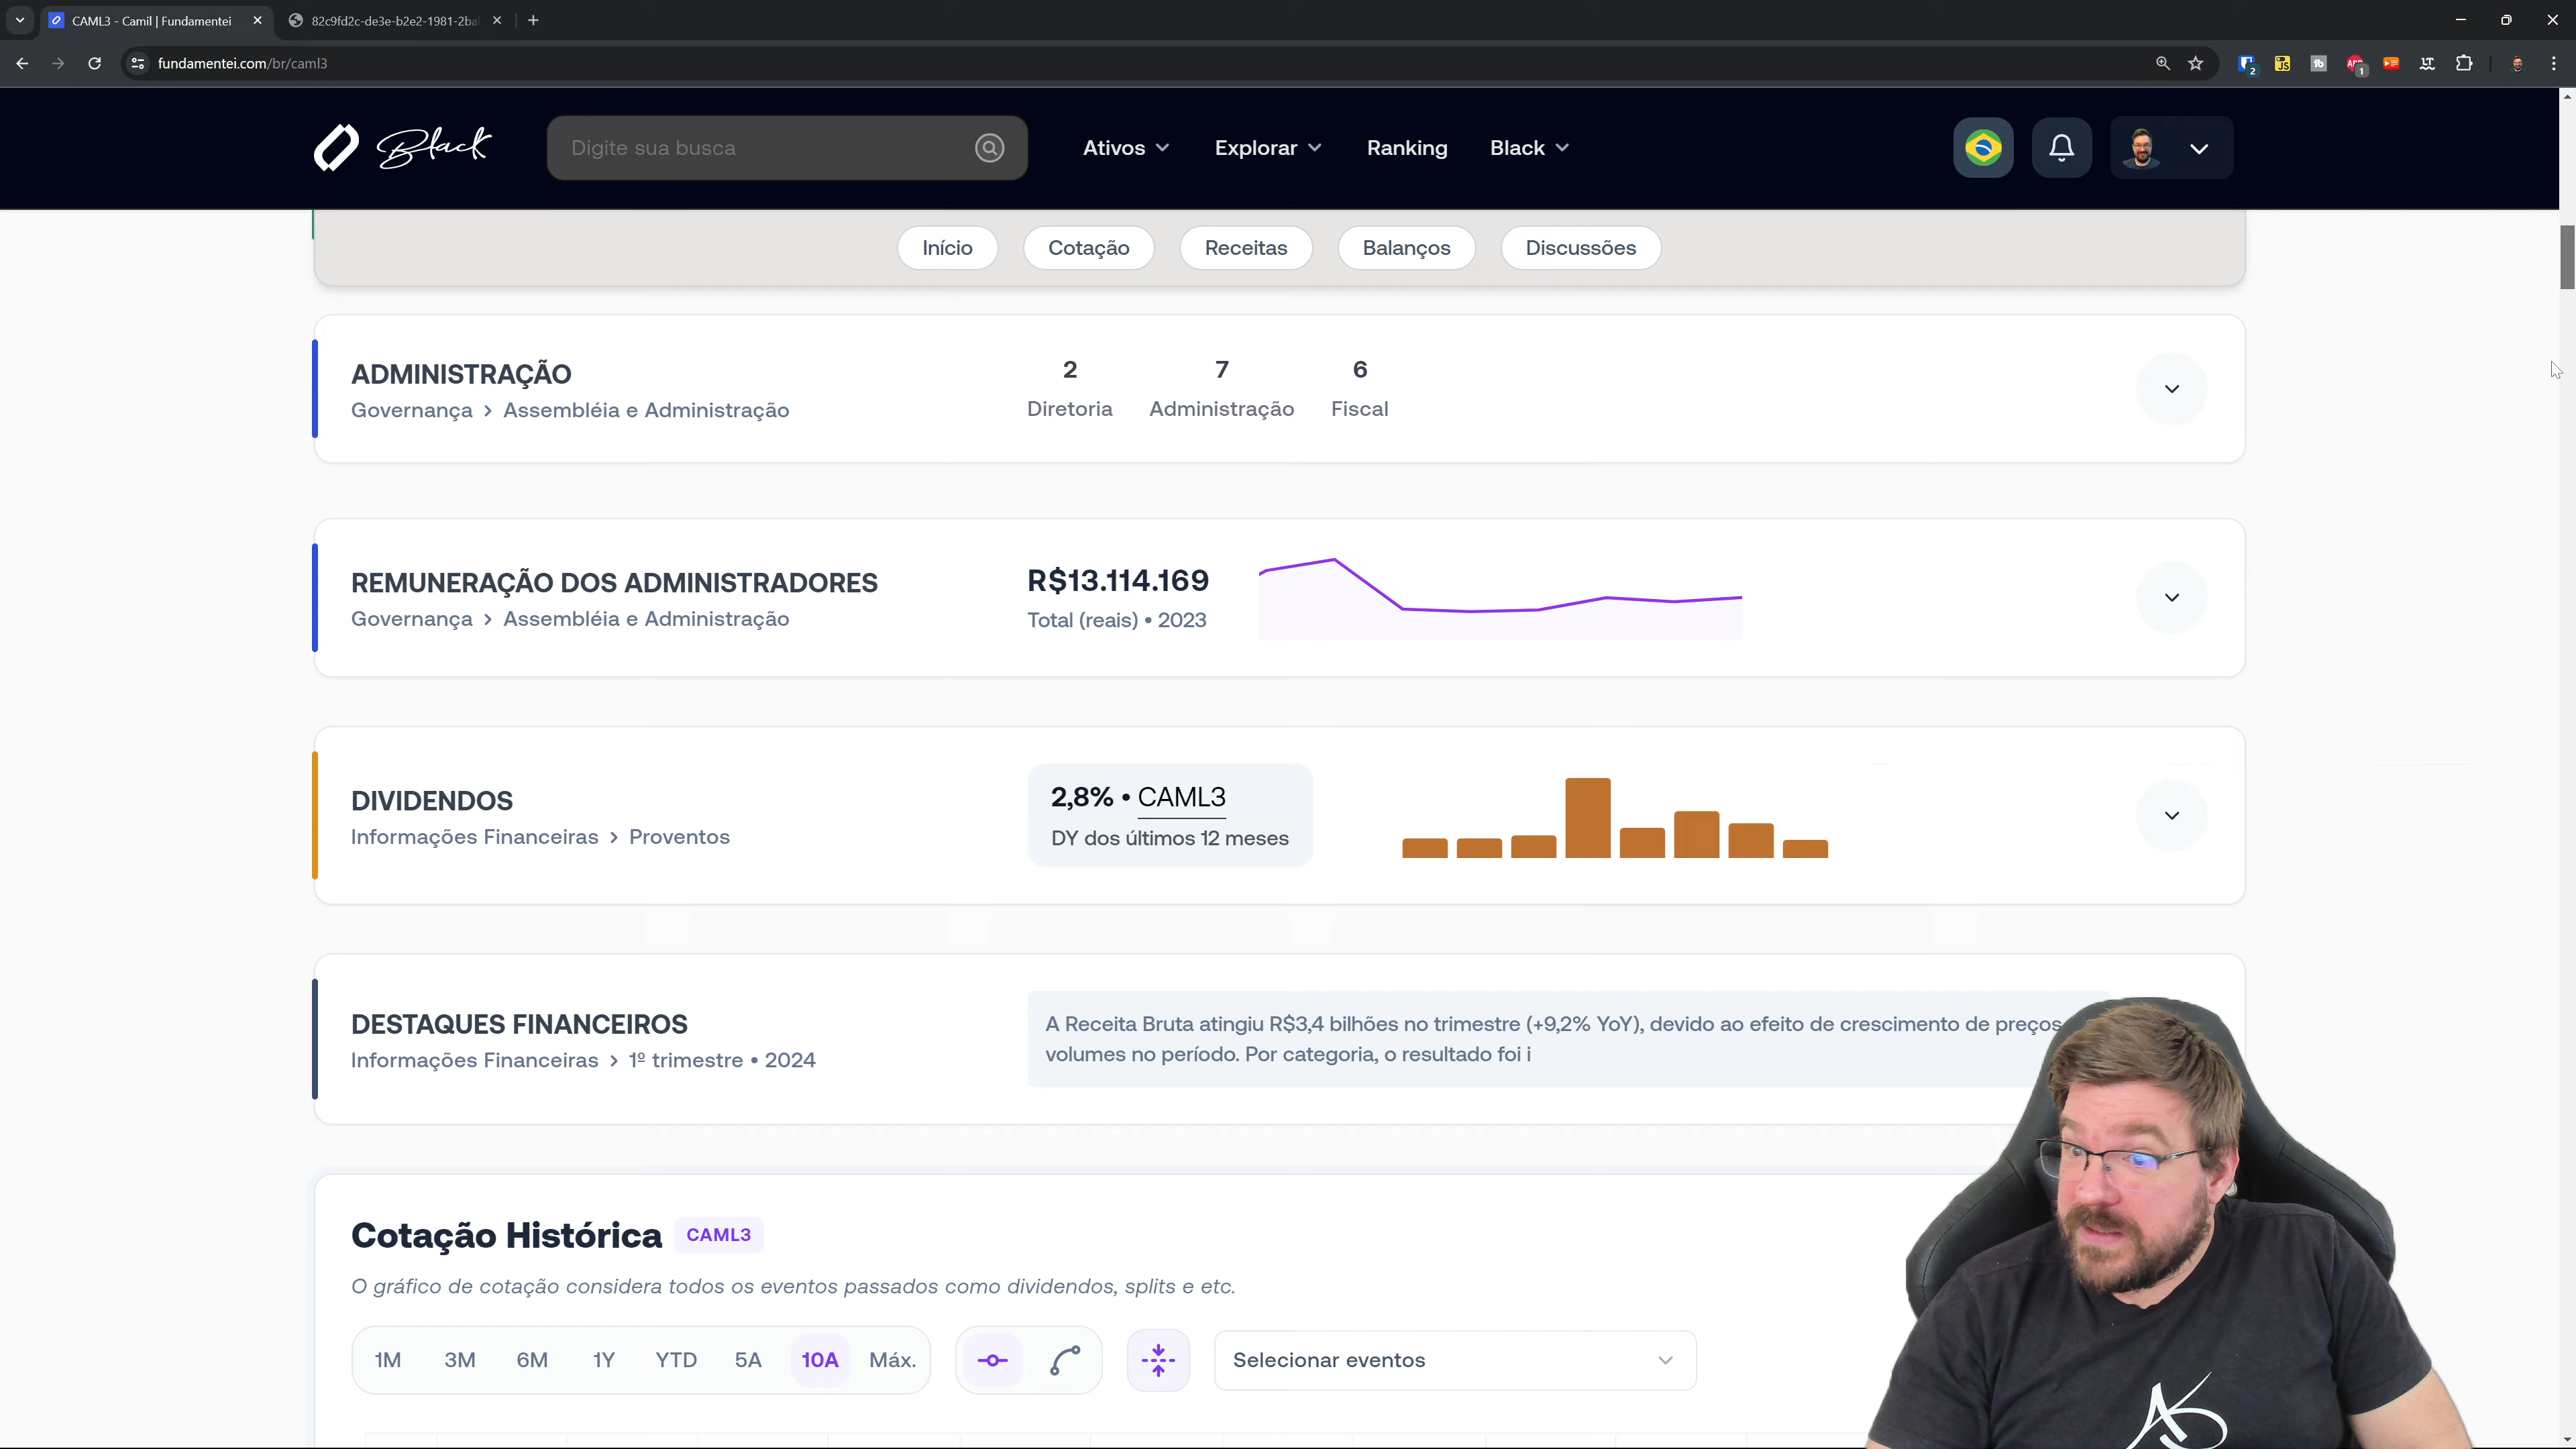 CAML3 - Camil | Fundamentei
82c9fd2c-de3e-b2e2-1981-2ba
fundamentei.com/br/caml3
Black
Digite sua busca
Ativos
Explorar
Ranking
Black
Início
Cotação
Receitas
Balanços
Discussões
ADMINISTRAÇÃO
Governança > Assembléia e Administração
2
Diretoria
7
Administração
6
Fiscal
REMUNERAÇÃO DOS ADMINISTRADORES
Governança > Assembléia e Administração
R$13.114.169
Total (reais) • 2023
DIVIDENDOS
Informações Financeiras > Proventos
2,8% • CAML3
DY dos últimos 12 meses
DESTAQUES FINANCEIROS
Informações Financeiras > 1º trimestre • 2024
A Receita Bruta atingiu R$3,4 bilhões no trimestre (+9,2% YoY), devido ao efeito de crescimento de preços
volumes no período. Por categoria, o resultado foi i
Cotação Histórica CAML3
O gráfico de cotação considera todos os eventos passados como dividendos, splits e etc.
1M 3M 6M 1Y YTD 5A 10A Máx.
Selecionar eventos